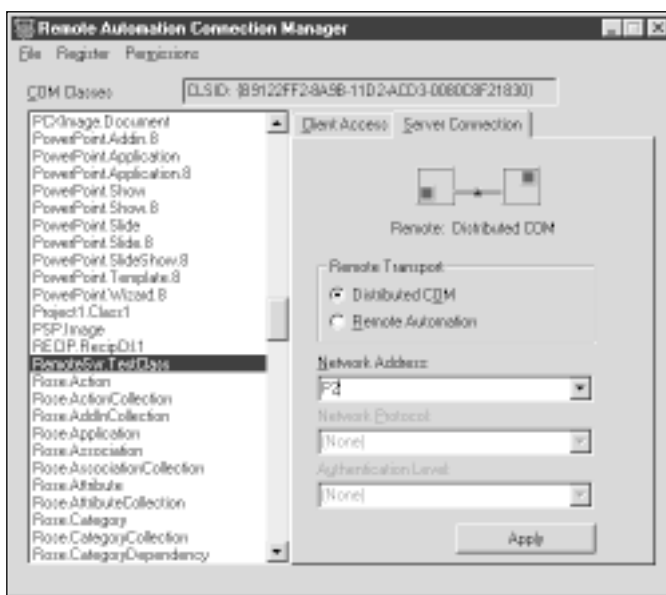 Remote Automation Connection Manager
File Register Permissions
COM Classes
CLSID: {B9122FF2-8A9B-11D2-ACD3-0080C8F21830}
PCXImage.Document
PowerPoint.Addin.8
PowerPoint.Application
PowerPoint.Application.8
PowerPoint.Show
PowerPoint.Show.8
PowerPoint.Slide
PowerPoint.Slide.8
PowerPoint.SlideShow.8
PowerPoint.Template.8
PowerPoint.Wizard.8
Project1.Class1
PSP.Image
RECIP.RecipDl.1
RemoteSvr.TestClass
Rose.Action
Rose.ActionCollection
Rose.AddInCollection
Rose.Application
Rose.Association
Rose.AssociationCollection
Rose.Attribute
Rose.AttributeCollection
Rose.Category
Rose.CategoryCollection
Rose.CategoryDependency
Client Access Server Connection
Remote: Distributed COM
Remote Transport
Distributed COM
Remote Automation
Network Address:
P2
Network Protocol:
(None)
Authentication Level:
(None)
Apply